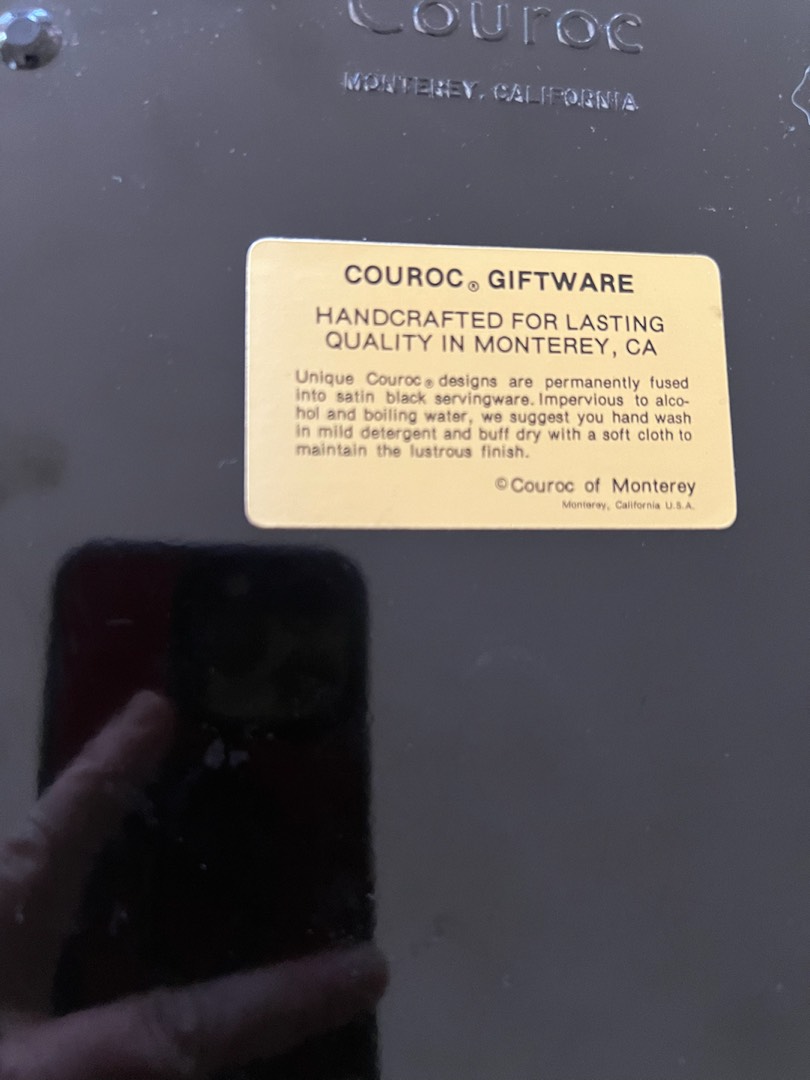 Couroc
MONTEREY, CALIFORNIA
COUROC® GIFTWARE
HANDCRAFTED FOR LASTING
QUALITY IN MONTEREY, CA
Unique Couroc® designs are permanently fused
into satin black servingware. Impervious to alco-
hol and boiling water, we suggest you hand wash
in mild detergent and buff dry with a soft cloth to
maintain the lustrous finish.
©Couroc of Monterey
Monterey, California U.S.A.